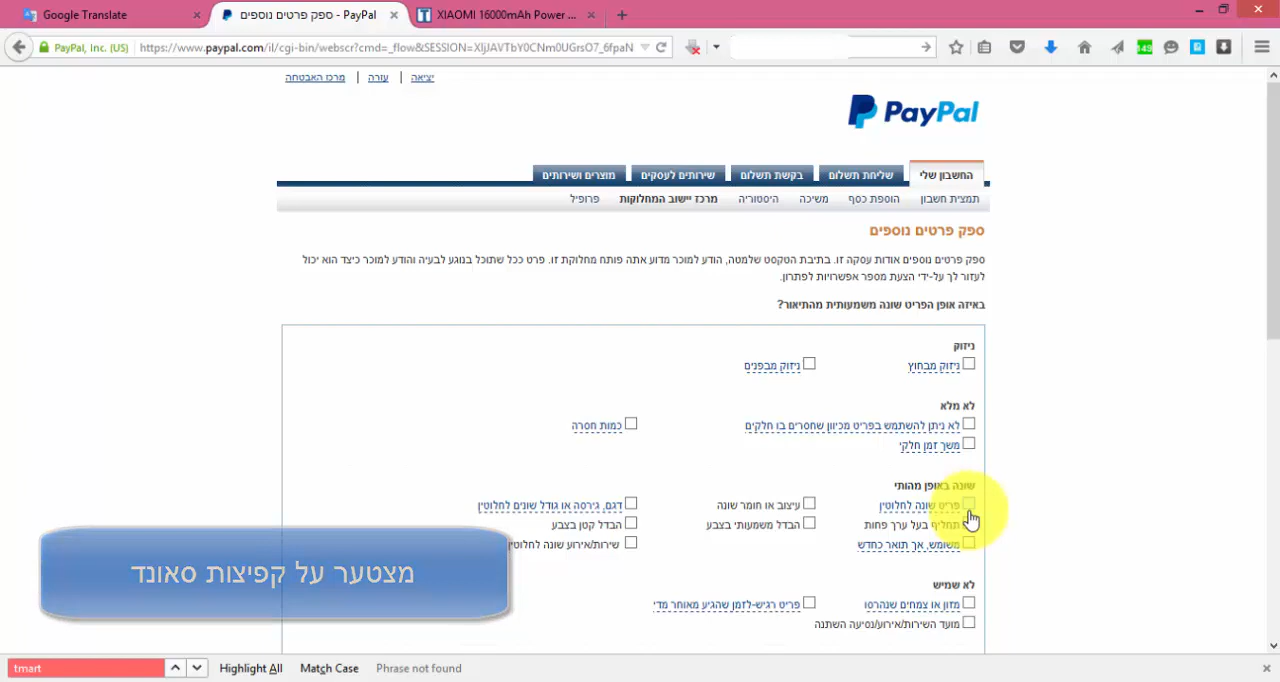 Google Translate
ספק פרטים נוספים - PayPal
XIAOMI 16000mAh Power ...
PayPal, Inc. (US)
https://www.paypal.com/il/cgi-bin/webscr?cmd=_flow&SESSION=XIjJAVTbY0CNm0UGrsO7_6fpaN
149
יציאה | עזרה | מרכז האבטחה
PayPal
החשבון שלי שליחת תשלום בקשת תשלום שירותים לעסקים מוצרים ושירותים
תמצית חשבון הוספת כסף משיכה היסטוריה מרכז יישוב המחלוקות פרופיל
ספק פרטים נוספים
ספק פרטים נוספים אודות עסקה זו. בתיבת הטקסט שלמטה, הודע למוכר מדוע אתה פותח מחלוקת זו. פרט ככל שתוכל בנוגע לבעיה והודע למוכר כיצד הוא יכול
לעזור לך על-ידי הצעת מספר אפשרויות לפתרון.
באיזה אופן הפריט שונה משמעותית מהתיאור?
ניזוק
ניזוק מבחוץ ניזוק מבפנים
לא מלא
לא ניתן להשתמש בפריט מכיוון שחסרים בו חלקים כמות חסרה
משך זמן חלקי
שונה באופן מהותי
פריט שונה לחלוטין עיצוב או חומר שונה דגם, גירסה או גודל שונים לחלוטין
תחליף בעל ערך פחות הבדל משמעותי בצבע הבדל קטן בצבע
משומש, אך תואר כחדש שירות/אירוע שונה לחלוטין
לא שמיש
מזון או צמחים שנהרסו פריט רגיש-לזמן שהגיע מאוחר מדי
מועד השירות/אירוע/נסיעה השתנה
מצטער על קפיצות סאונד
tmart Highlight All Match Case Phrase not found